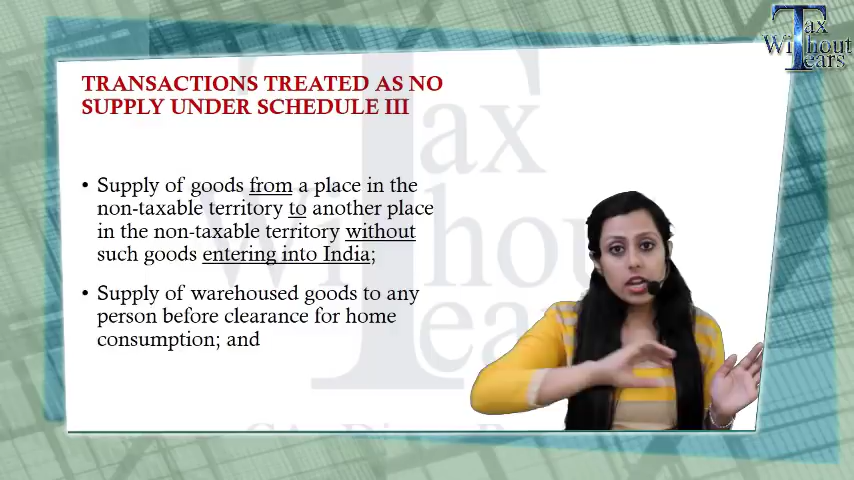 Tax
Without
Tears
TRANSACTIONS TREATED AS NO
SUPPLY UNDER SCHEDULE III
• Supply of goods from a place in the
non-taxable territory to another place
in the non-taxable territory without
such goods entering into India;
• Supply of warehoused goods to any
person before clearance for home
consumption; and